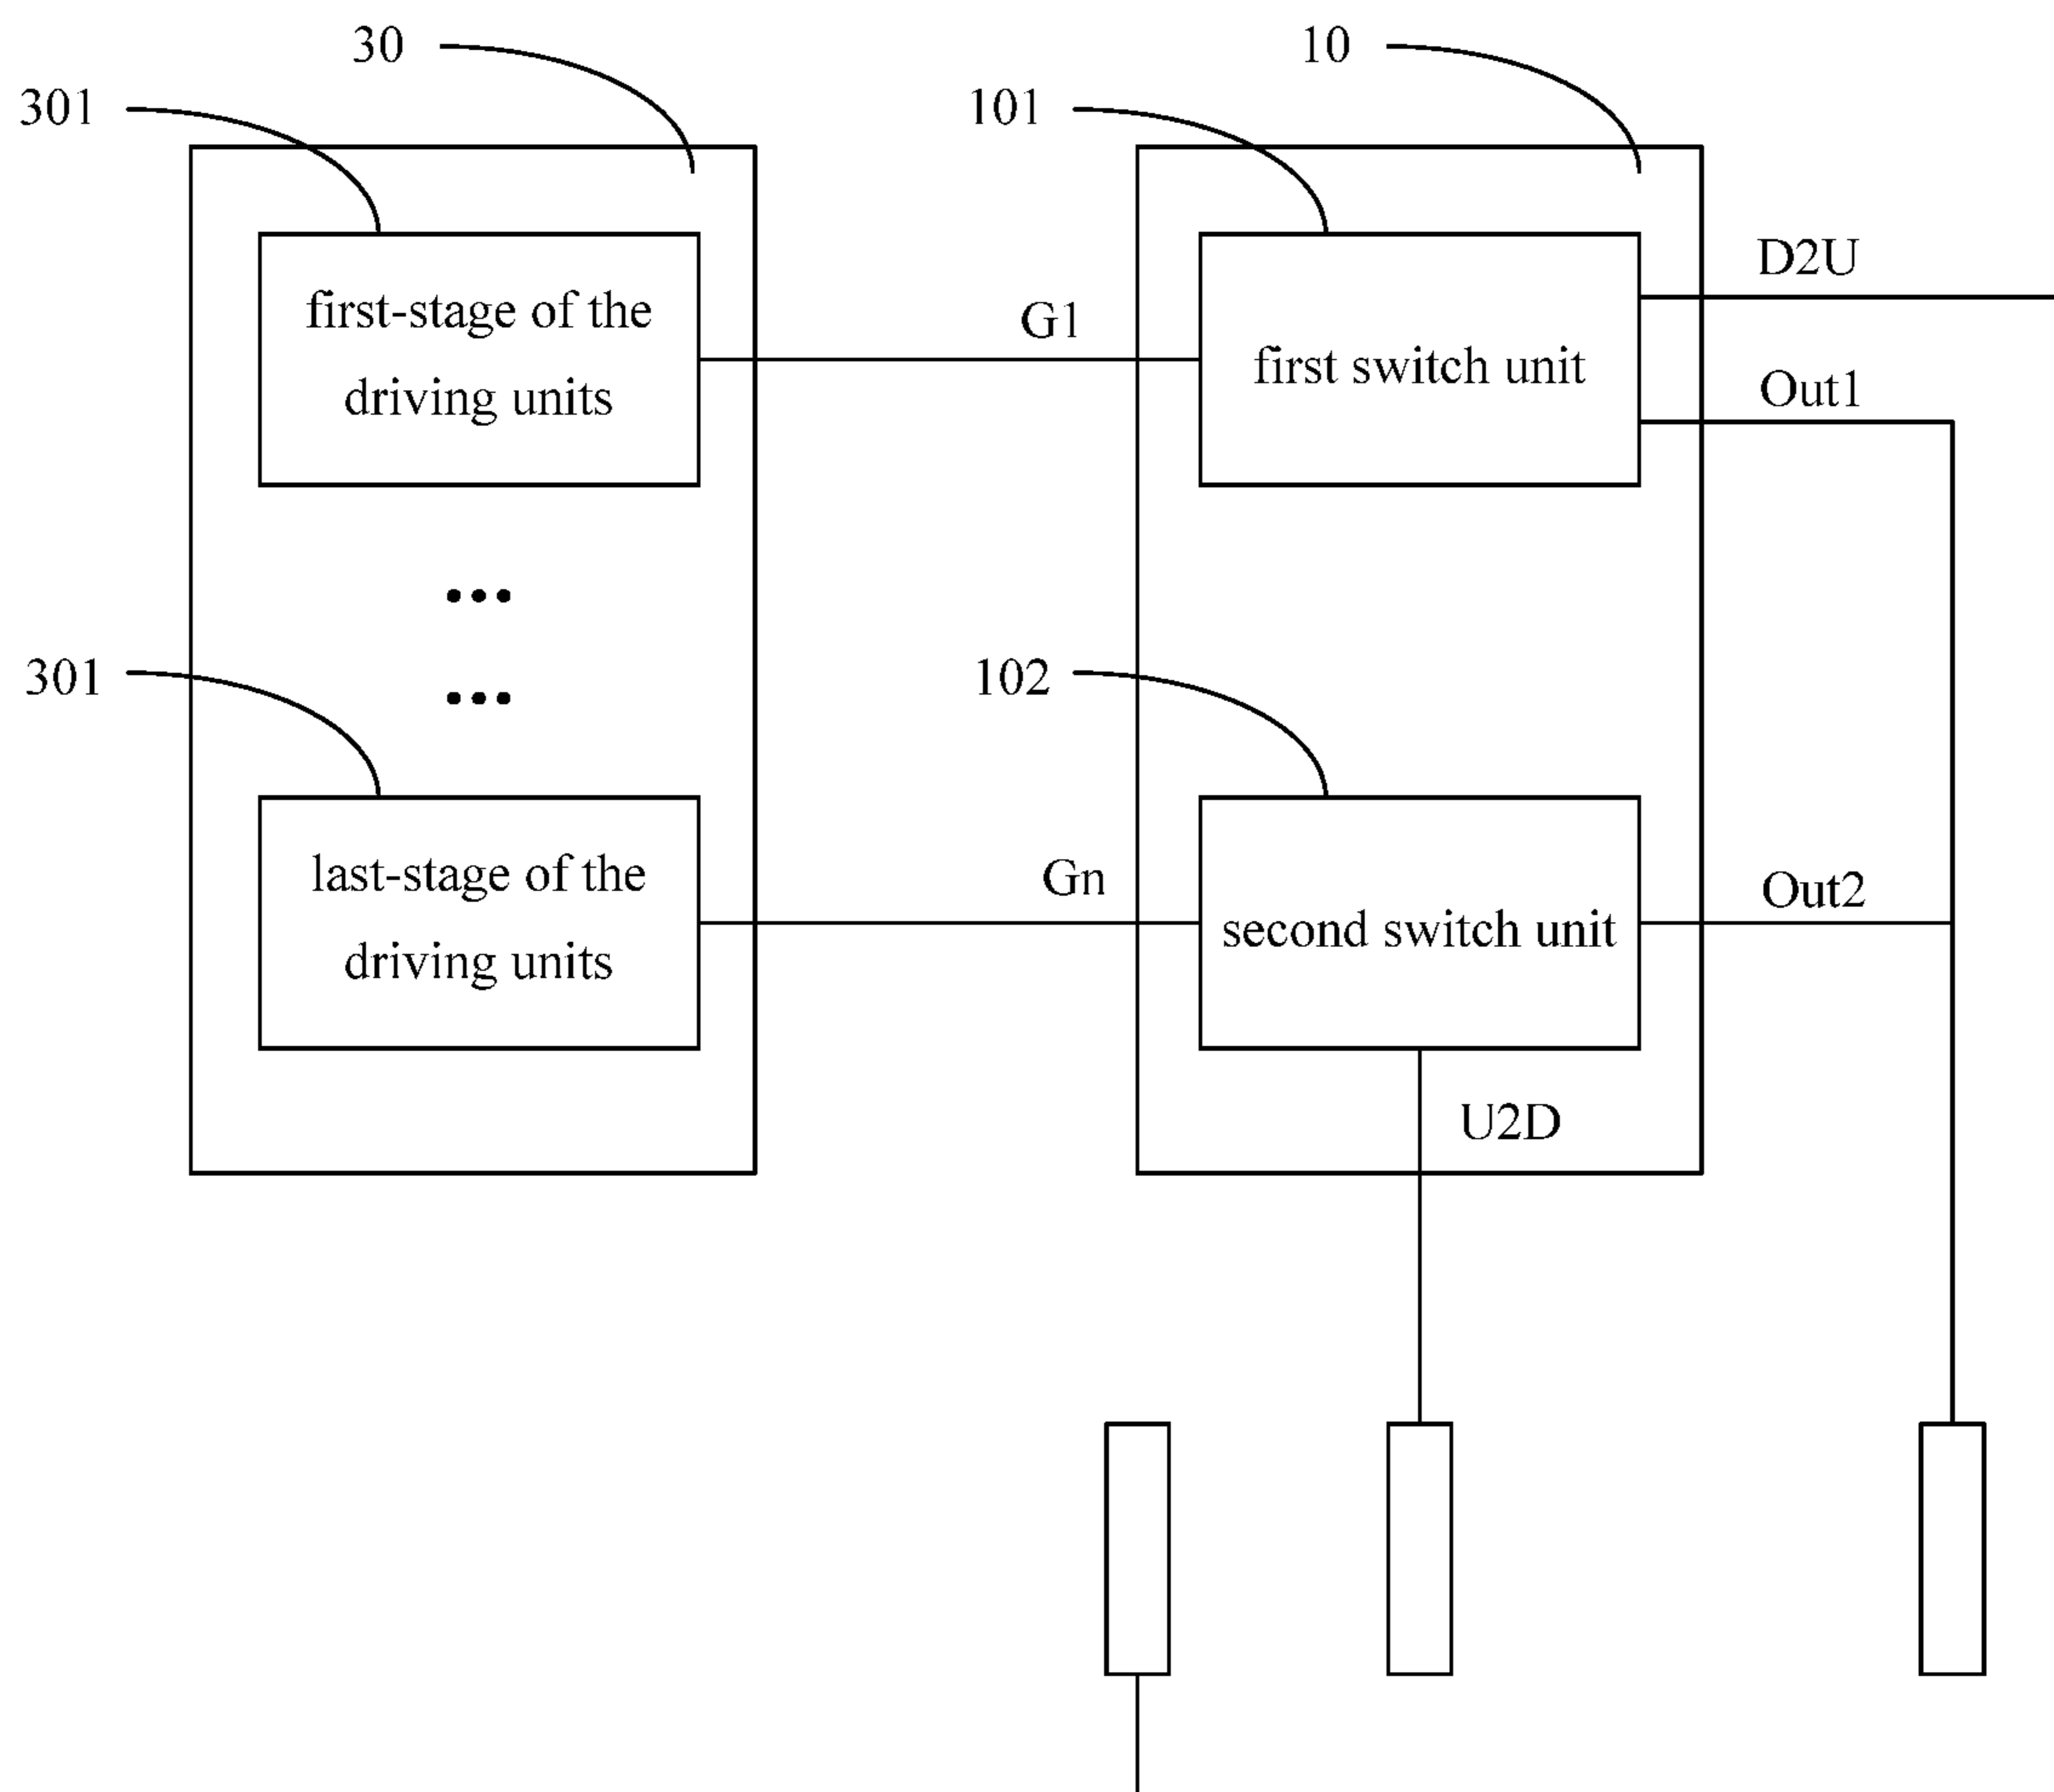 30
10
301
101
first-stage of the
driving units
G1
first switch unit
D2U
Out1
...
...
301
102
last-stage of the
driving units
Gn
second switch unit
Out2
U2D